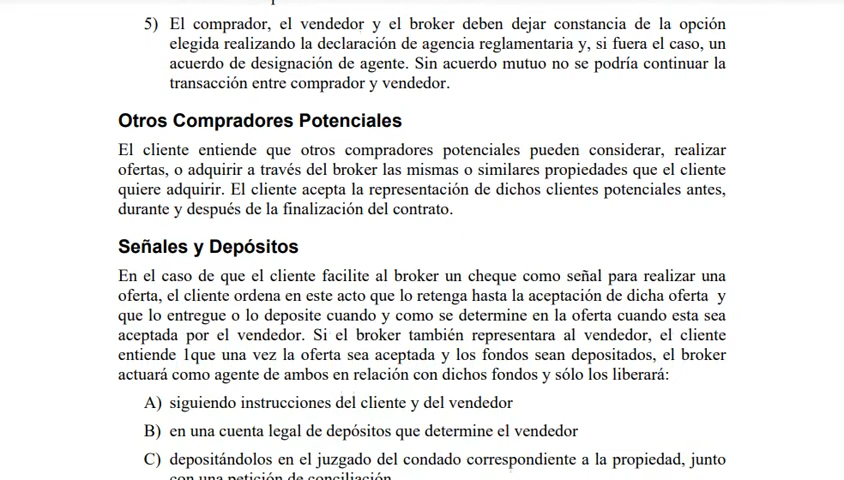 5) El comprador, el vendedor y el broker deben dejar constancia de la opción
elegida realizando la declaración de agencia reglamentaria y, si fuera el caso, un
acuerdo de designación de agente. Sin acuerdo mutuo no se podría continuar la
transacción entre comprador y vendedor.
Otros Compradores Potenciales
El cliente entiende que otros compradores potenciales pueden considerar, realizar
ofertas, o adquirir a través del broker las mismas o similares propiedades que el cliente
quiere adquirir. El cliente acepta la representación de dichos clientes potenciales antes,
durante y después de la finalización del contrato.
Señales y Depósitos
En el caso de que el cliente facilite al broker un cheque como señal para realizar una
oferta, el cliente ordena en este acto que lo retenga hasta la aceptación de dicha oferta y
que lo entregue o lo deposite cuando y como se determine en la oferta cuando esta sea
aceptada por el vendedor. Si el broker también representara al vendedor, el cliente
entiende 1que una vez la oferta sea aceptada y los fondos sean depositados, el broker
actuará como agente de ambos en relación con dichos fondos y sólo los liberará:
A) siguiendo instrucciones del cliente y del vendedor
B) en una cuenta legal de depósitos que determine el vendedor
C) depositándolos en el juzgado del condado correspondiente a la propiedad, junto
con una petición de conciliación